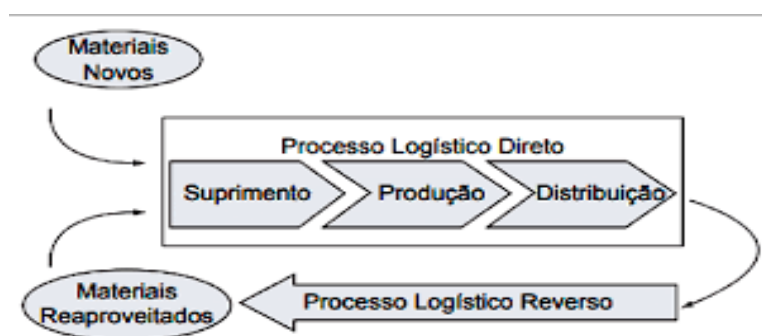 Materiais
Novos
Processo Logístico Direto
Suprimento
Produção
Distribuição
Materiais
Reaproveitados
Processo Logístico Reverso